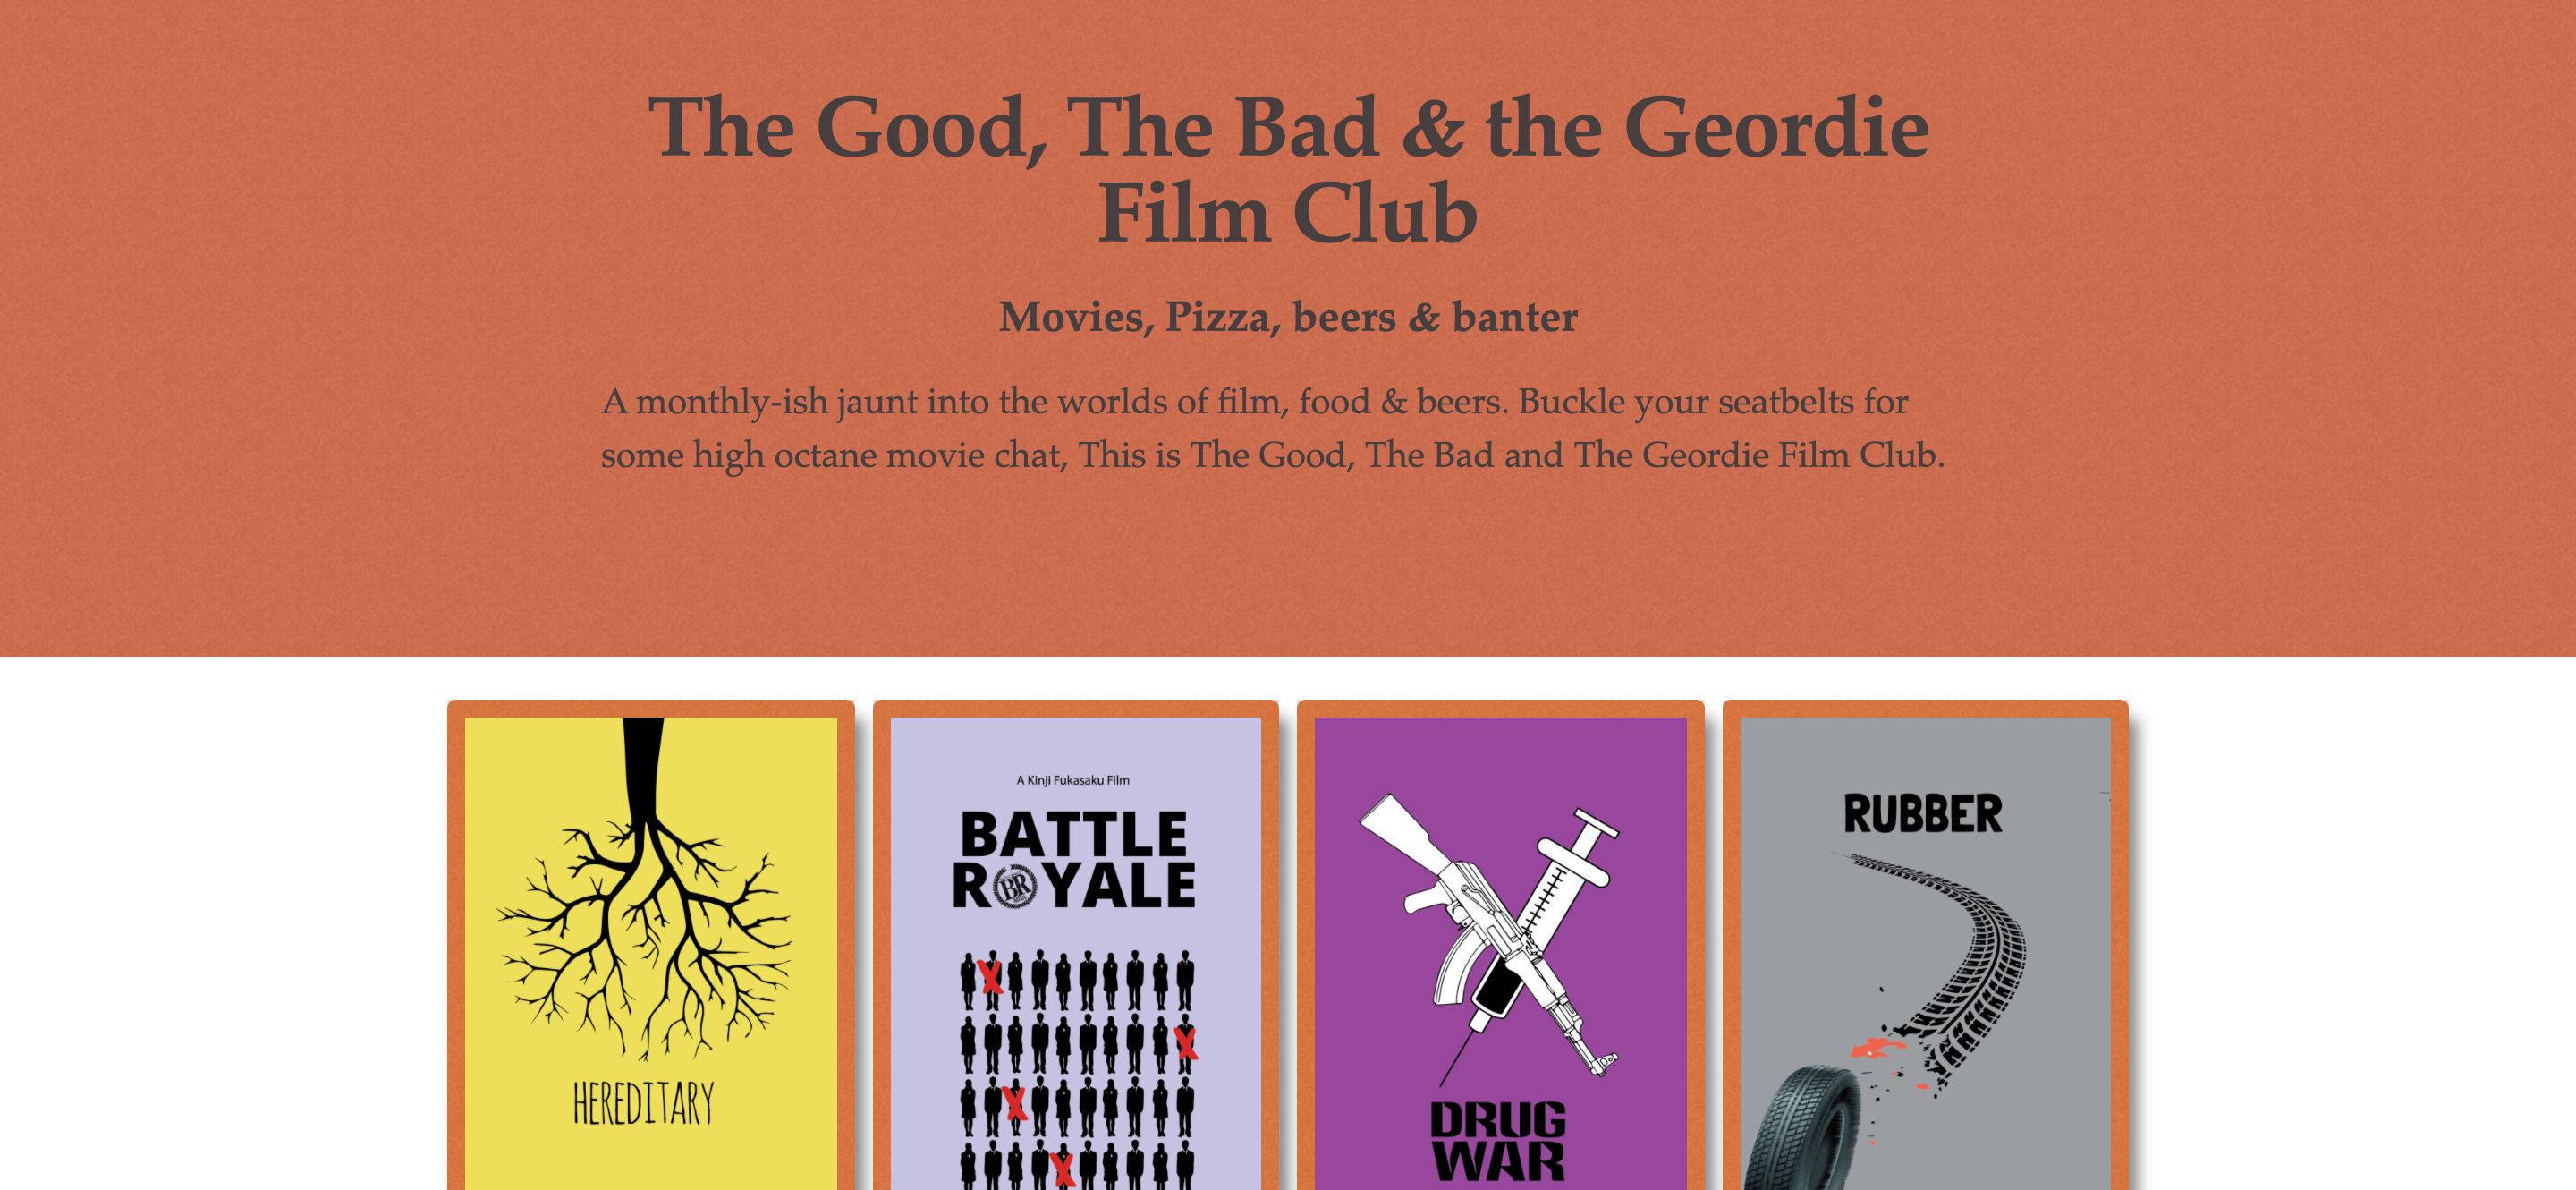 The Good, The Bad & the Geordie
Film Club
Movies, Pizza, beers & banter
A monthly-ish jaunt into the worlds of film, food & beers. Buckle your seatbelts for
some high octane movie chat, This is The Good, The Bad and The Geordie Film Club.
HEREDITARY
A Kinji Fukasaku Film
BATTLE
ROYALE
BR
DRUG
WAR
RUBBER